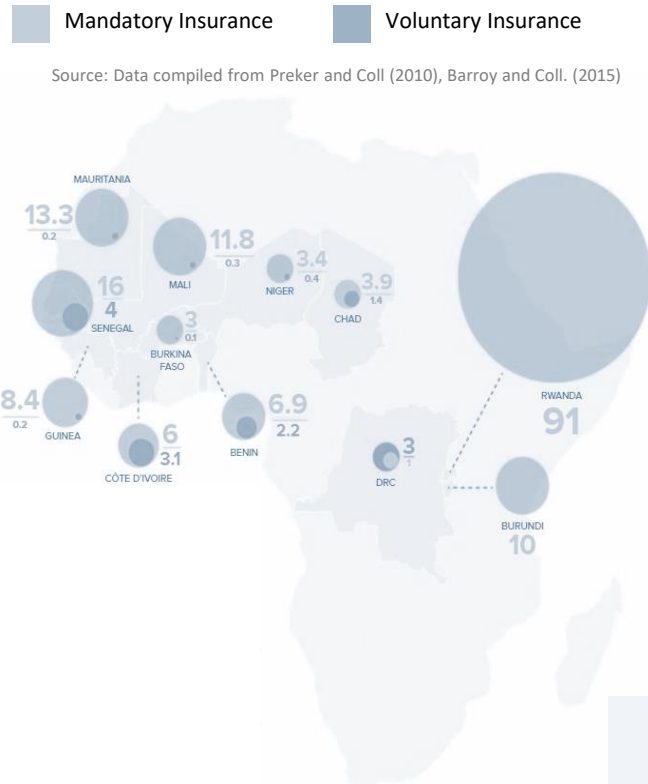 Mandatory Insurance
Voluntary Insurance
Source: Data compiled from Preker and Coll (2010), Barroy and Coll. (2015)
MAURITANIA
13.3
0.2
11.8
0.3
MALI
3.4
0.4
NIGER
3.9
1.4
CHAD
16
4
SENEGAL
3
0.1
BURKINA
FASO
RWANDA
91
8.4
0.2
GUINEA
6
3.1
CÔTE D'IVOIRE
6.9
2.2
BENIN
3
1
DRC
BURUNDI
10